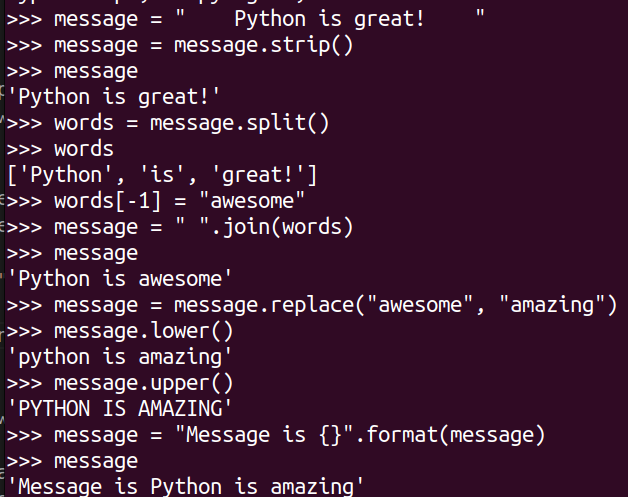 >>> message = "    Python is great!    "
>>> message = message.strip()
>>> message
'Python is great!'
>>> words = message.split()
>>> words
['Python', 'is', 'great!']
>>> words[-1] = "awesome"
>>> message = " ".join(words)
>>> message
'Python is awesome'
>>> message = message.replace("awesome", "amazing")
>>> message.lower()
'python is amazing'
>>> message.upper()
'PYTHON IS AMAZING'
>>> message = "Message is {}".format(message)
>>> message
'Message is Python is amazing'